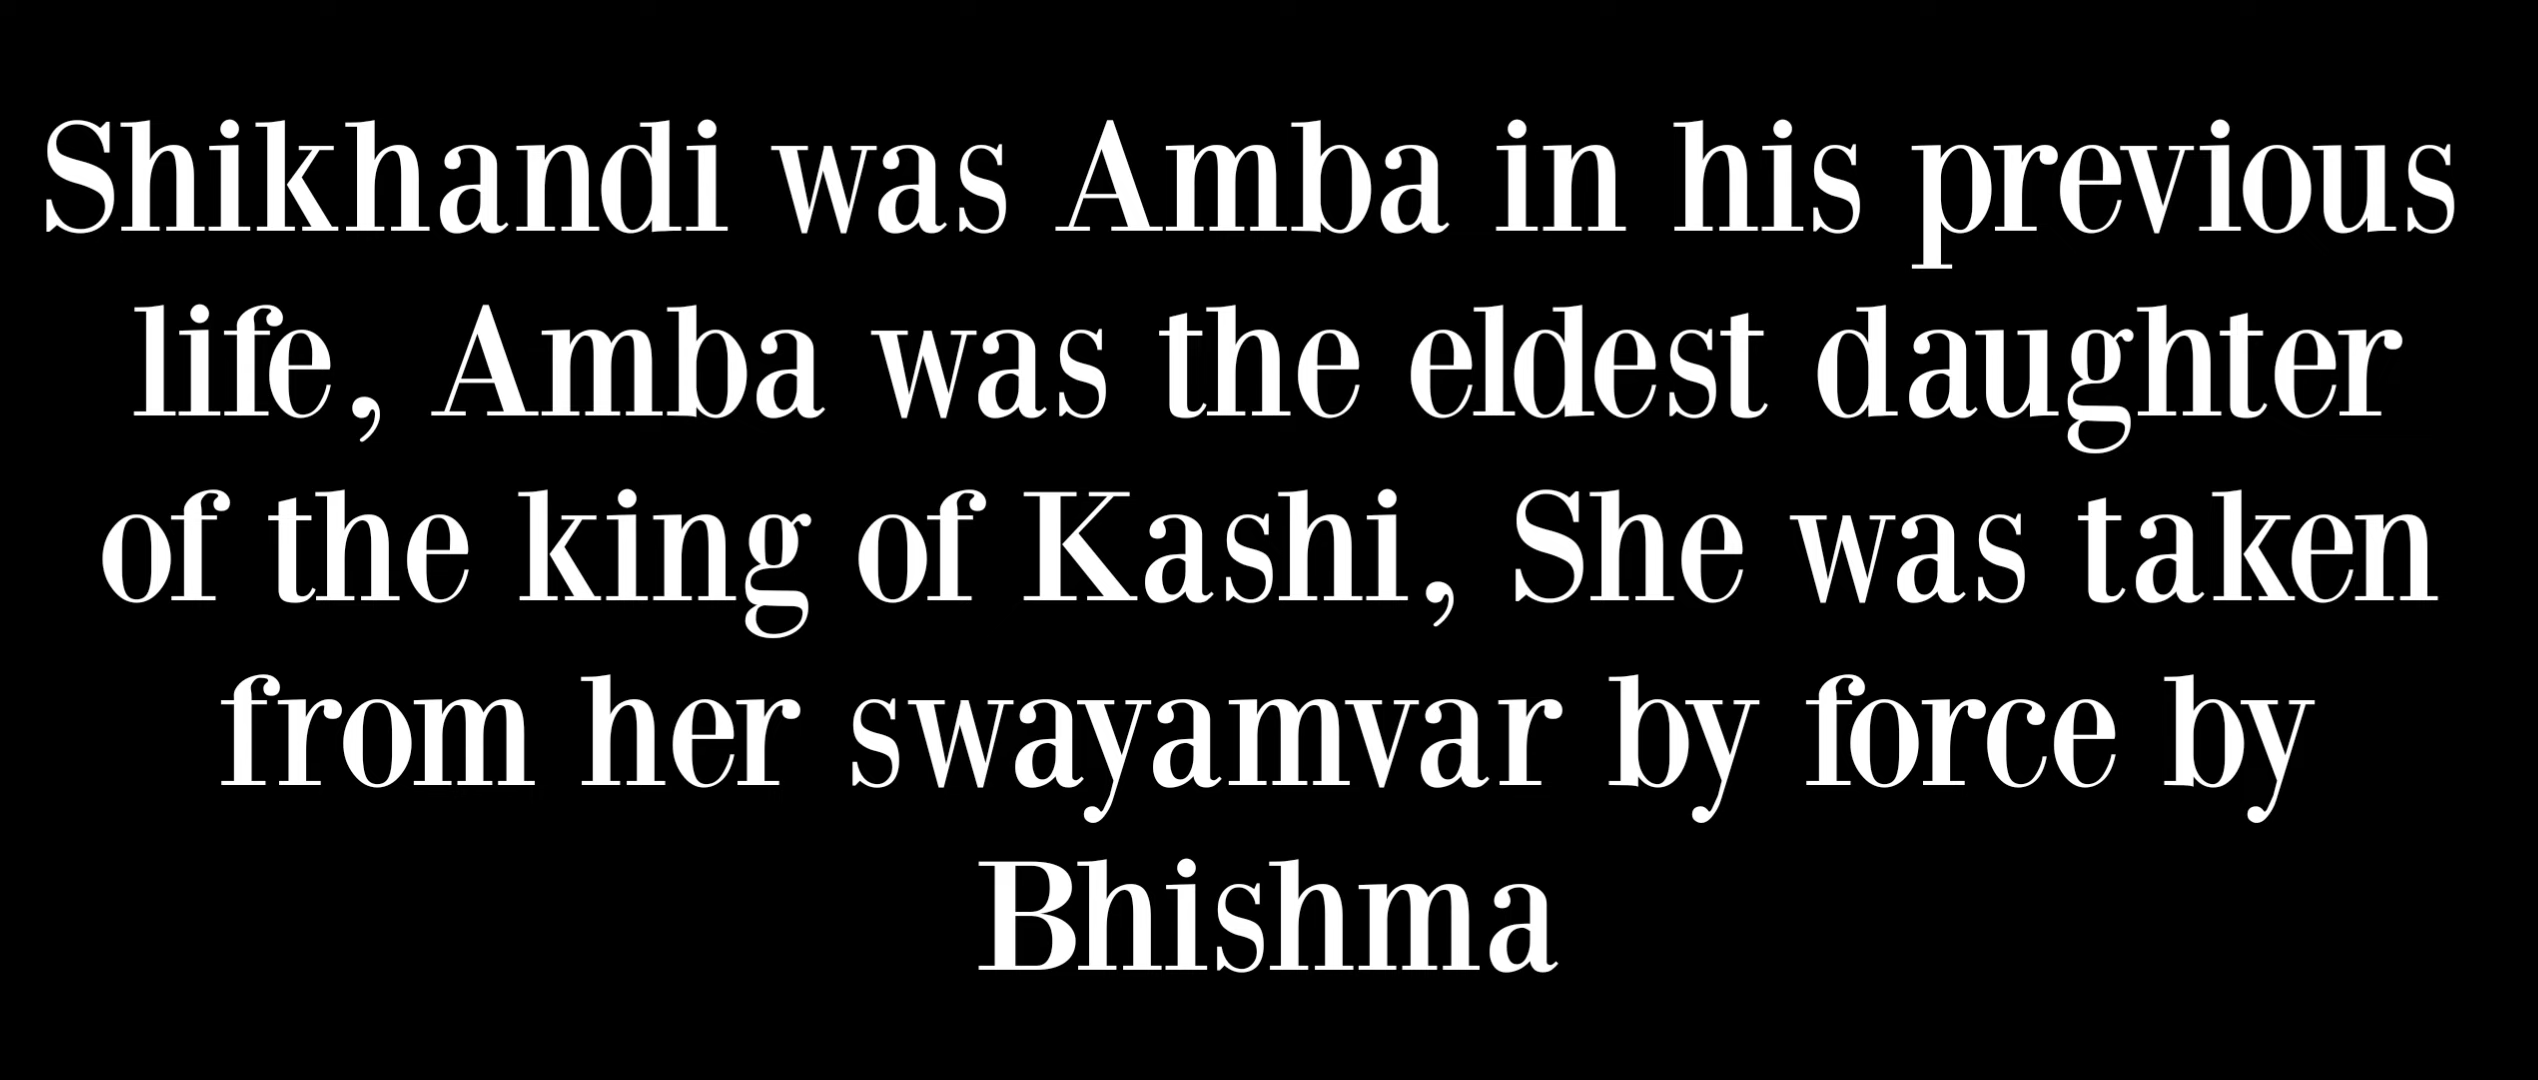 Shikhandi was Amba in his previous
life, Amba was the eldest daughter
of the king of Kashi, She was taken
from her swayamvar by force by
Bhishma